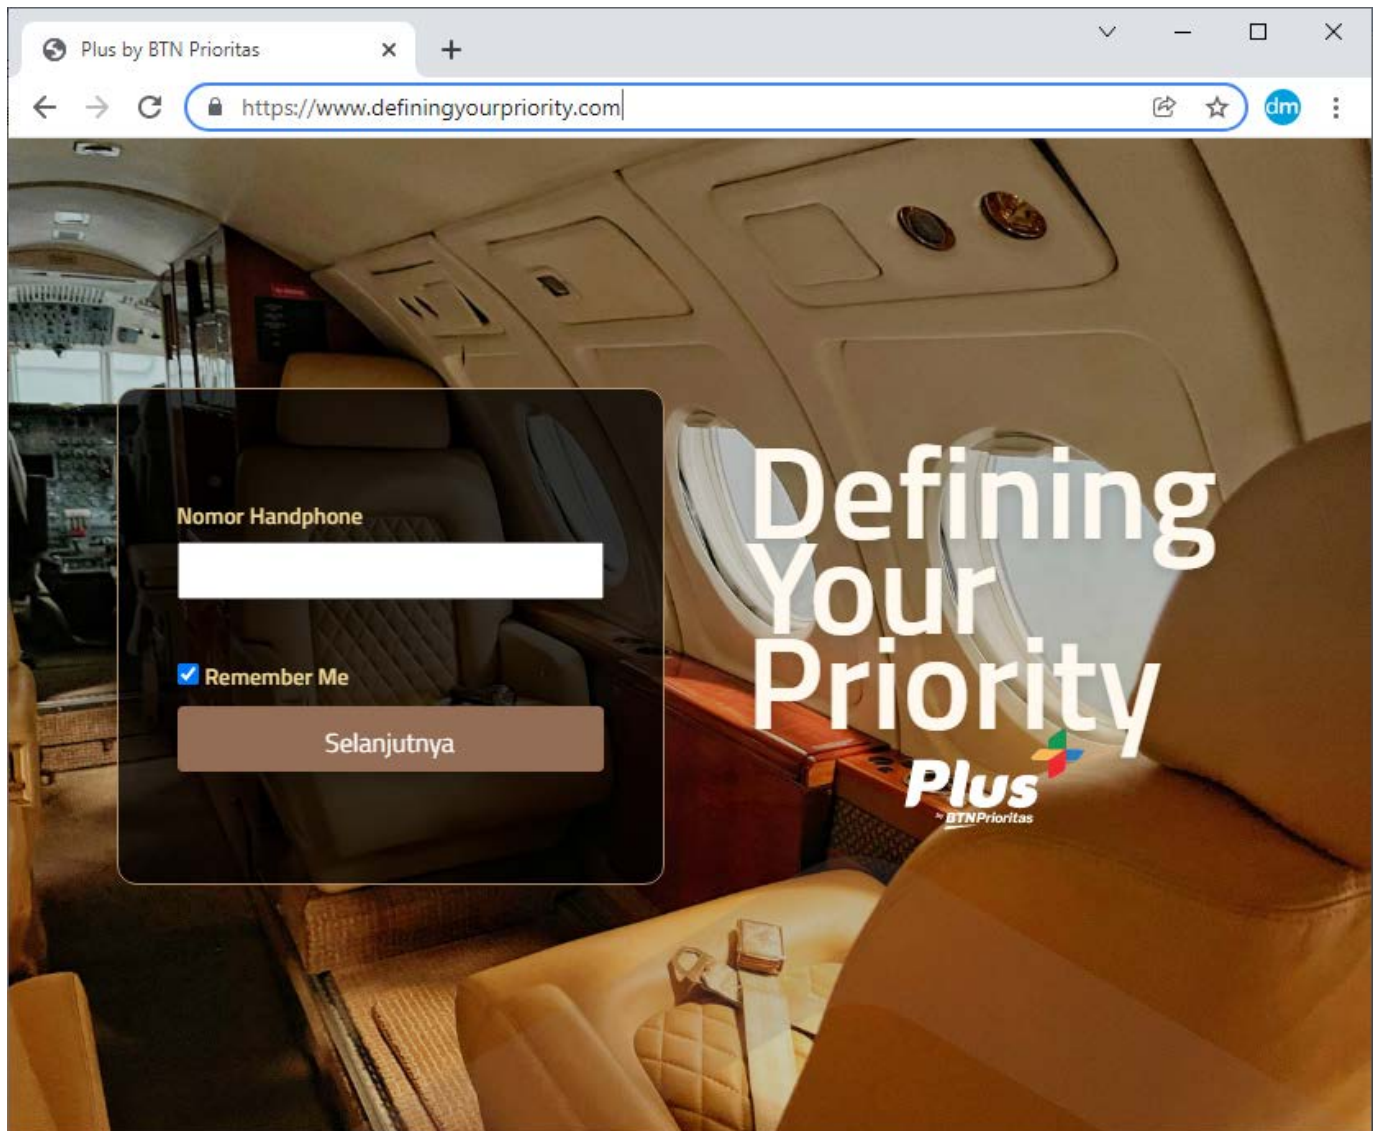 Plus by BTN Prioritas
https://www.definingyourpriority.com
dm
Nomor Handphone
Remember Me
Selanjutnya
Defining
Your
Priority
Plus
by BTNPrioritas